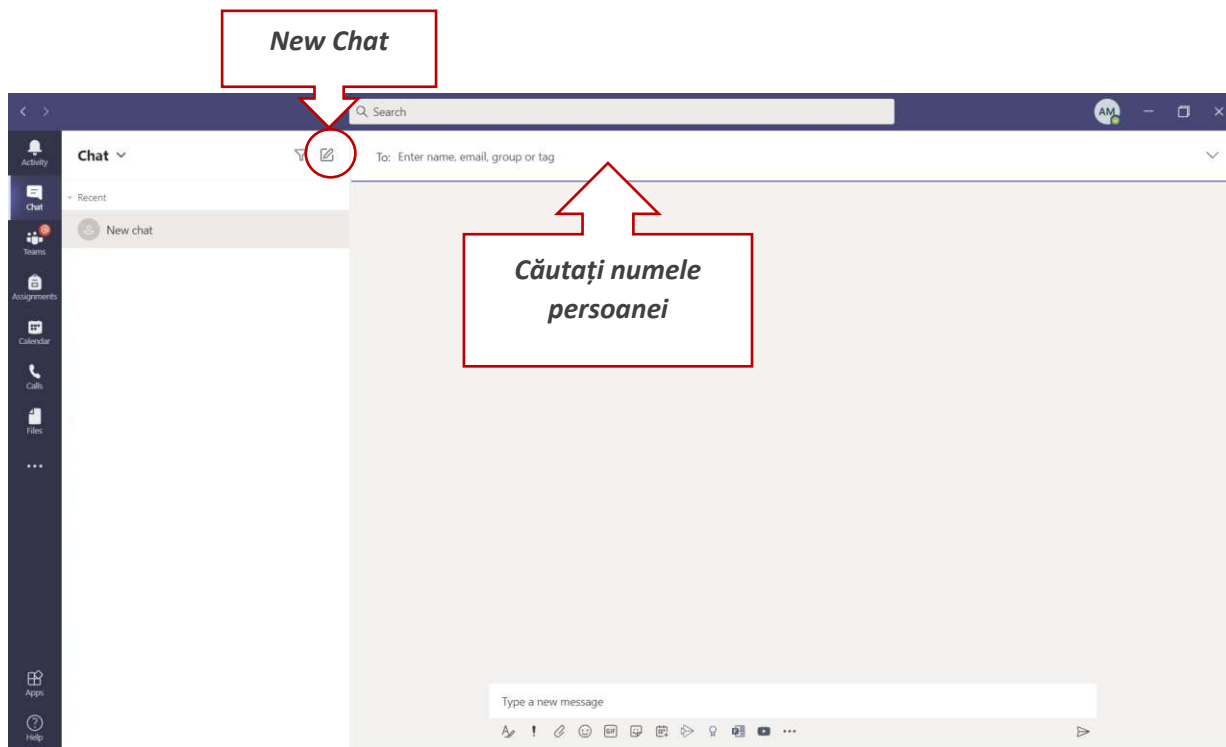 New Chat
Search
AM
Activity
Chat
To: Enter name, email, group or tag
Chat
Recent
New chat
Teams
Căutați numele
persoanei
Assignments
Calendar
Calls
Files
Apps
Type a new message
GIF
Help